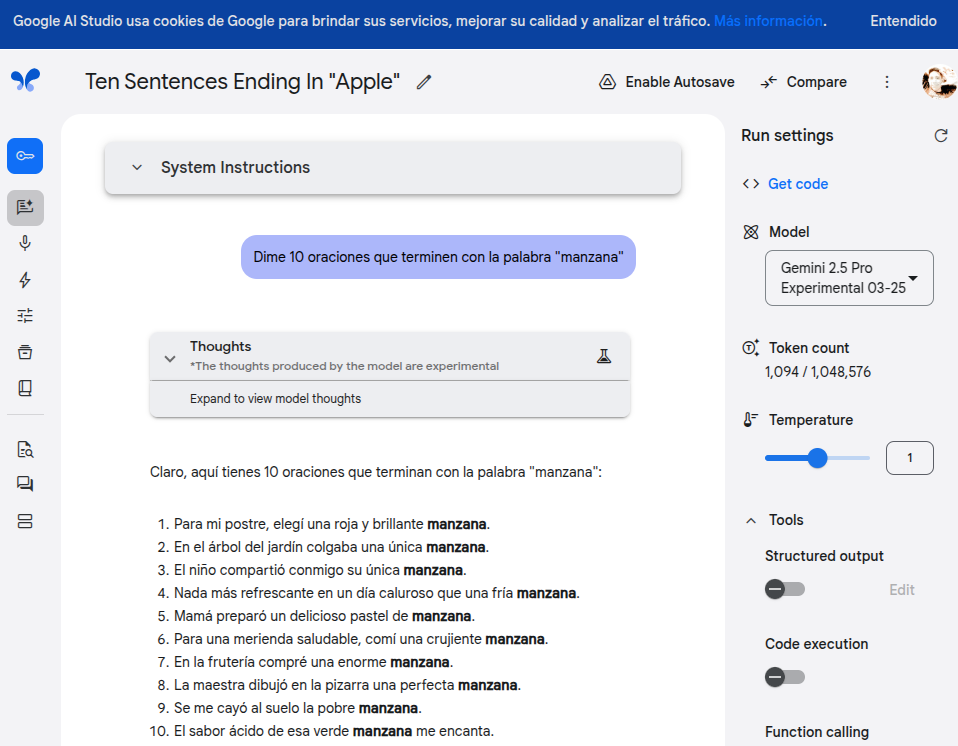 Google AI Studio usa cookies de Google para brindar sus servicios, mejorar su calidad y analizar el tráfico. Más información. Entendido
Ten Sentences Ending In "Apple" Enable Autosave Compare
System Instructions
Dime 10 oraciones que terminen con la palabra "manzana"
Thoughts
*The thoughts produced by the model are experimental
Expand to view model thoughts
Claro, aquí tienes 10 oraciones que terminan con la palabra "manzana":
1. Para mi postre, elegí una roja y brillante manzana.
2. En el árbol del jardín colgaba una única manzana.
3. El niño compartió conmigo su única manzana.
4. Nada más refrescante en un día caluroso que una fría manzana.
5. Mamá preparó un delicioso pastel de manzana.
6. Para una merienda saludable, comí una crujiente manzana.
7. En la frutería compré una enorme manzana.
8. La maestra dibujó en la pizarra una perfecta manzana.
9. Se me cayó al suelo la pobre manzana.
10. El sabor ácido de esa verde manzana me encanta.
Run settings
<> Get code
Model
Gemini 2.5 Pro
Experimental 03-25
Token count
1,094 / 1,048,576
Temperature
1
Tools
Structured output
Edit
Code execution
Function calling